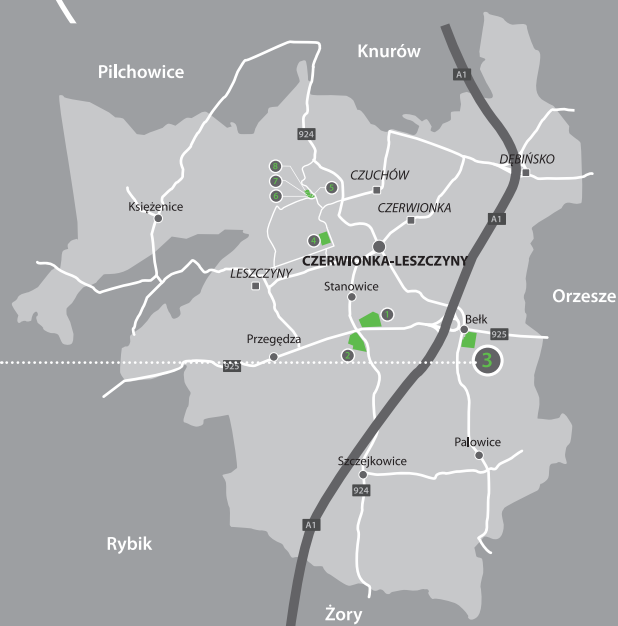 Knurów
Pilchowice
A1
924
DĘBIŃSKO
8
7
6
5
CZUCHÓW
Księżenice
CZERWIONKA
A1
4
CZERWIONKA-LESZCZYNY
LESZCZYNY
Stanowice
Orzesze
1
Bełk
925
Przegędza
2
3
925
Palowice
Szczejkowice
924
A1
Rybik
Żory